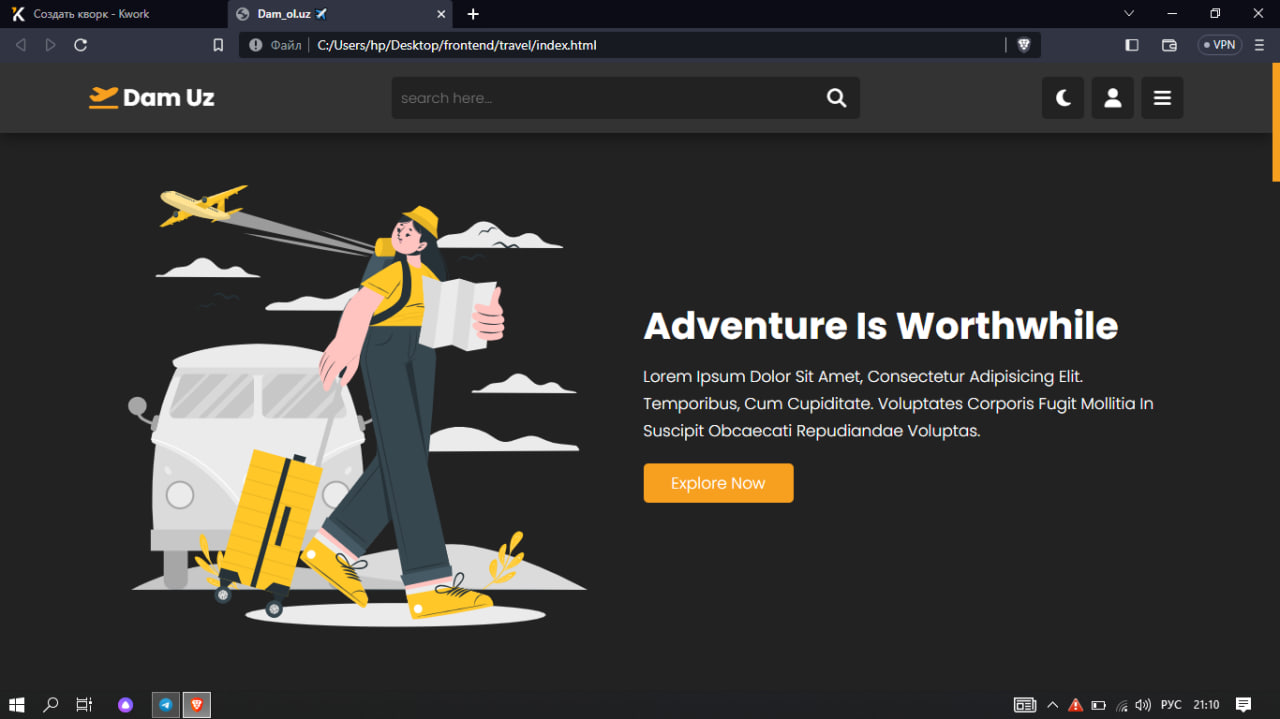 Создать кворк - Kwork
Dam_ol.uz ✈️
Файл
C:/Users/hp/Desktop/frontend/travel/index.html
VPN
Dam Uz
search here...
Adventure Is Worthwhile
Lorem Ipsum Dolor Sit Amet, Consectetur Adipisicing Elit.
Temporibus, Cum Cupiditate. Voluptates Corporis Fugit Mollitia In
Suscipit Obcaecati Repudiandae Voluptas.
Explore Now
РУС
21:10